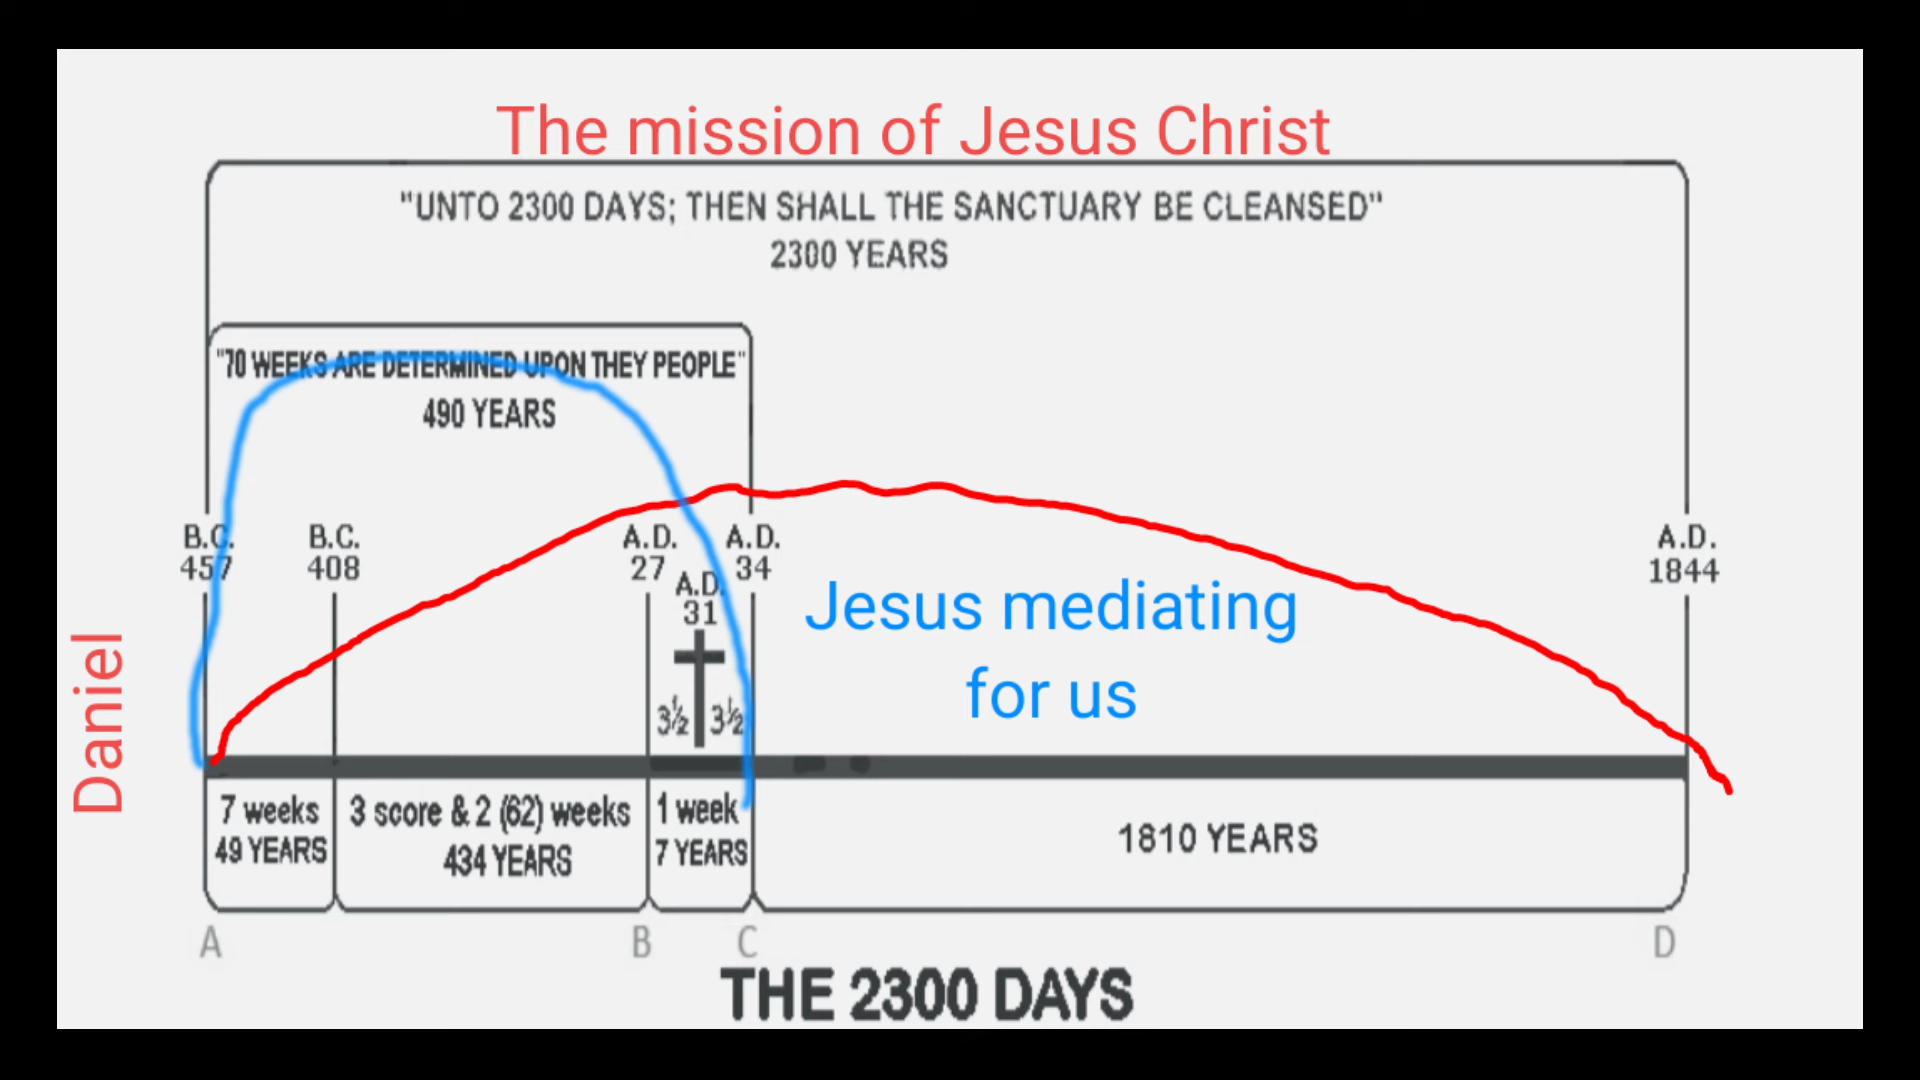 The mission of Jesus Christ
"UNTO 2300 DAYS; THEN SHALL THE SANCTUARY BE CLEANSED"
2300 YEARS
"70 WEEKS ARE DETERMINED UPON THEY PEOPLE"
490 YEARS
B.C.
457
B.C.
408
A.D.
27
A.D.
31
A.D.
34
A.D.
1844
Daniel
Jesus mediating
for us
3½ 3½
7 weeks
49 YEARS
3 score & 2 (62) weeks
434 YEARS
1 week
7 YEARS
1810 YEARS
A B C D
THE 2300 DAYS